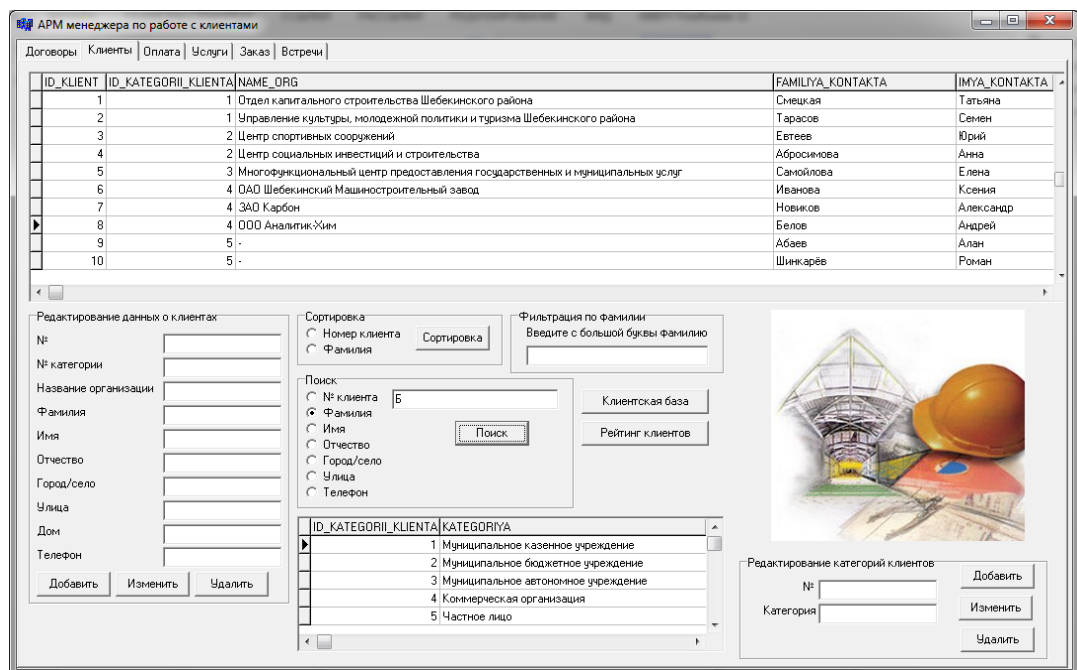 АРМ менеджера по работе с клиентами
Договоры Клиенты Оплата Услуги Заказ Встречи
ID_KLIENT ID_KATEGORII_KLIENTA NAME_ORG FAMILIYA_KONTAKTA IMYA_KONTAKTA
1 1 Отдел капитального строительства Шебекинского района Смецкая Татьяна
2 1 Управление культуры, молодежной политики и туризма Шебекинского района Тарасов Семен
3 2 Центр спортивных сооружений Евтеев Юрий
4 2 Центр социальных инвестиций и строительства Абросимова Анна
5 3 Многофункциональный центр предоставления государственных и муниципальных услуг Самойлова Елена
6 4 ОАО Шебекинский Машиностроительный завод Иванова Ксения
7 4 ЗАО Карбон Новиков Александр
8 4 ООО Аналитик-Хим Белов Андрей
9 5 - Абаев Алан
10 5 - Шинкарёв Роман
Редактирование данных о клиентах
№
№ категории
Название организации
Фамилия
Имя
Отчество
Город/село
Улица
Дом
Телефон
Добавить Изменить Удалить
Сортировка
Номер клиента
Фамилия
Сортировка
Фильтрация по фамилии
Введите с большой буквы фамилию
Поиск
№ клиента Б
Фамилия
Имя
Отчество
Город/село
Улица
Телефон
Поиск
Клиентская база
Рейтинг клиентов
ID_KATEGORII_KLIENTA KATEGORIYA
1 Муниципальное казенное учреждение
2 Муниципальное бюджетное учреждение
3 Муниципальное автономное учреждение
4 Коммерческая организация
5 Частное лицо
Редактирование категорий клиентов
№
Категория
Добавить
Изменить
Удалить